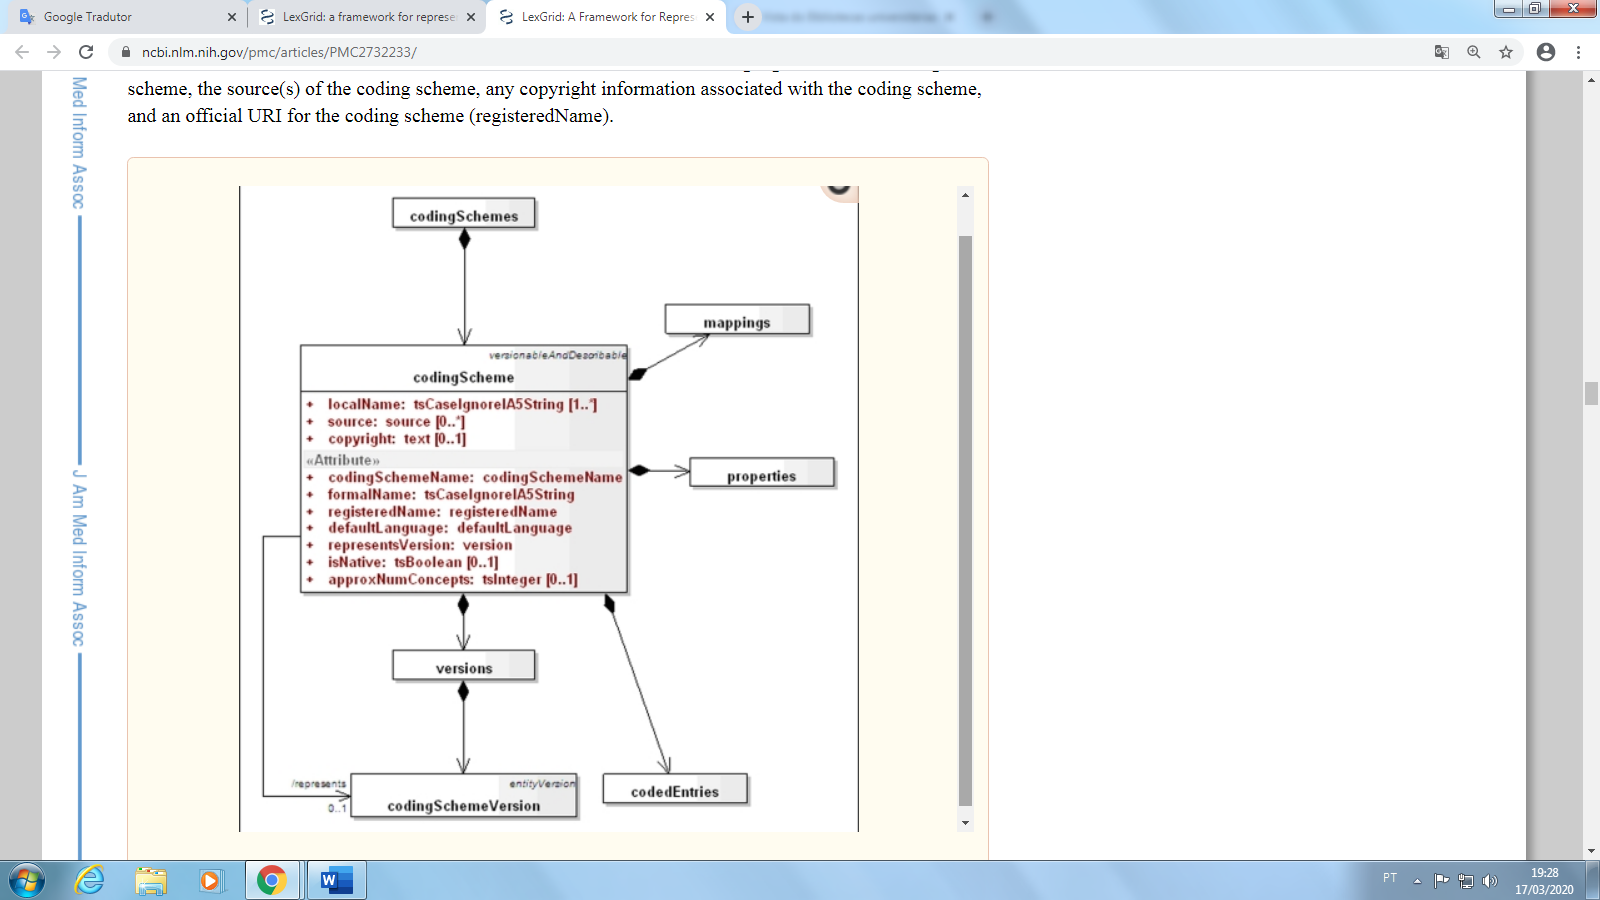 Google Tradutor
LexGrid: a framework for represe
LexGrid: A Framework for Repres
ncbi.nlm.nih.gov/pmc/articles/PMC2732233/
scheme, the source(s) of the coding scheme, any copyright information associated with the coding scheme,
and an official URI for the coding scheme (registeredName).
Med Inform Assoc
J Am Med Inform Assoc
codingSchemes
mappings
versionableAndDescribable
codingScheme
+ localName: tsCaseIgnoreIA5String [1..*]
+ source: source [0..*]
+ copyright: text [0..1]
«Attribute»
+ codingSchemeName: codingSchemeName
+ formalName: tsCaseIgnoreIA5String
+ registeredName: registeredName
+ defaultLanguage: defaultLanguage
+ representsVersion: version
+ isNative: tsBoolean [0..1]
+ approxNumConcepts: tsInteger [0..1]
properties
versions
/represents
0..1
entityVersion
codingSchemeVersion
codedEntries
PT
19:28
17/03/2020